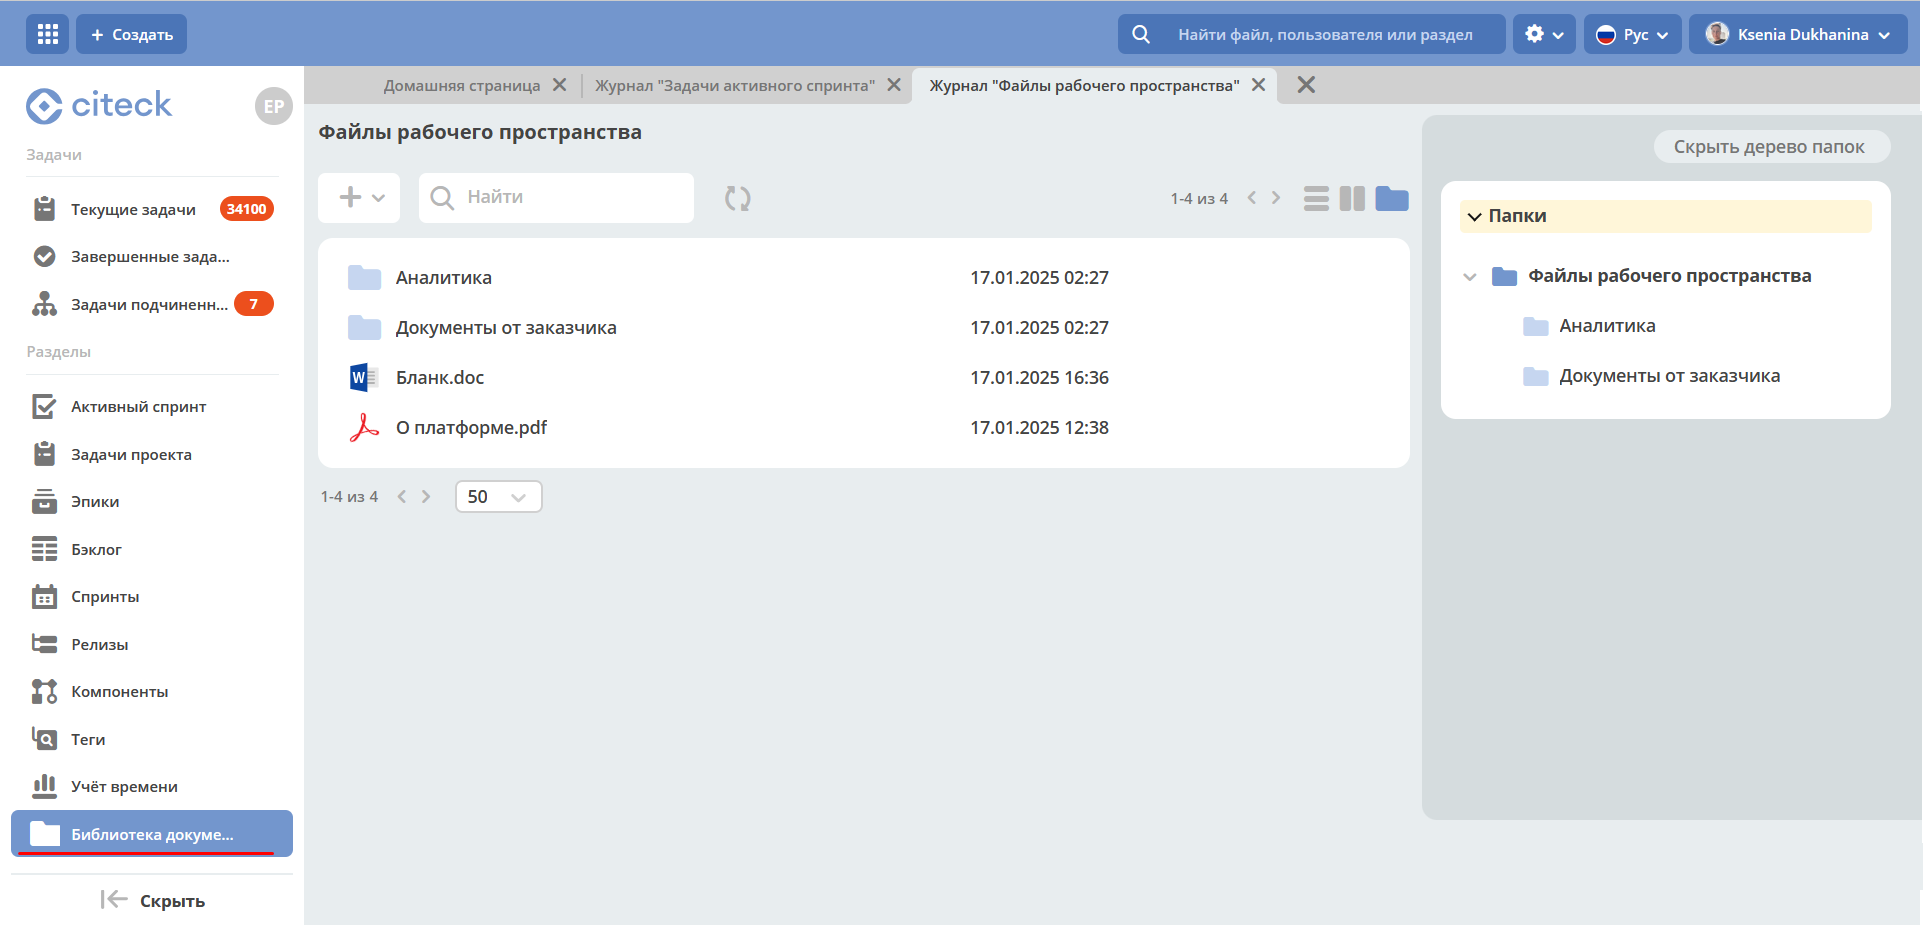 + Создать
Найти файл, пользователя или раздел
Рус
Ksenia Dukhanina
citeck
EP
Домашняя страница
Журнал "Задачи активного спринта"
Журнал "Файлы рабочего пространства"
Задачи
Текущие задачи 34100
Завершенные зада...
Задачи подчиненн... 7
Разделы
Активный спринт
Задачи проекта
Эпики
Бэклог
Спринты
Релизы
Компоненты
Теги
Учёт времени
Библиотека докуме...
Скрыть
Файлы рабочего пространства
Найти
1-4 из 4
Аналитика 17.01.2025 02:27
Документы от заказчика 17.01.2025 02:27
W Бланк.doc 17.01.2025 16:36
О платформе.pdf 17.01.2025 12:38
1-4 из 4
50
Скрыть дерево папок
Папки
Файлы рабочего пространства
Аналитика
Документы от заказчика